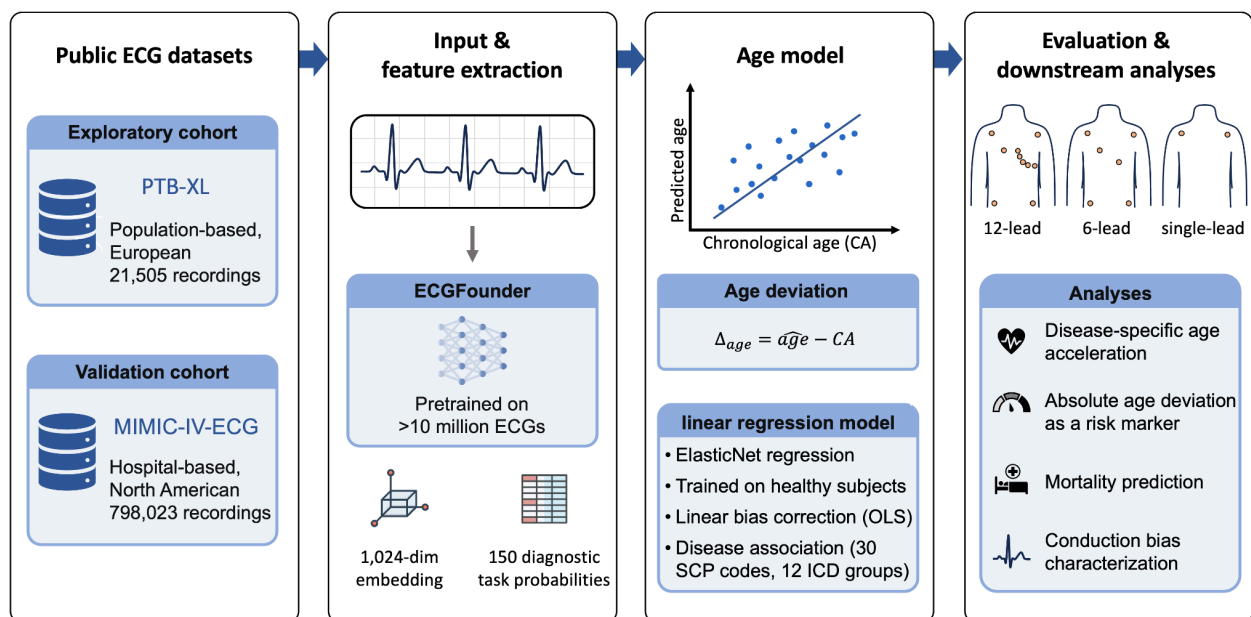 Public ECG datasets
Exploratory cohort
PTB-XL
Population-based,
European
21,505 recordings
Validation cohort
MIMIC-IV-ECG
Hospital-based,
North American
798,023 recordings
Input &
feature extraction
ECGFounder
Pretrained on
>10 million ECGs
1,024-dim
embedding
150 diagnostic
task probabilities
Age model
Predicted age
Chronological age (CA)
Age deviation
Δage = âge − CA
linear regression model
• ElasticNet regression
• Trained on healthy subjects
• Linear bias correction (OLS)
• Disease association (30
SCP codes, 12 ICD groups)
Evaluation &
downstream analyses
12-lead
6-lead
single-lead
Analyses
Disease-specific age
acceleration
Absolute age deviation
as a risk marker
Mortality prediction
Conduction bias
characterization